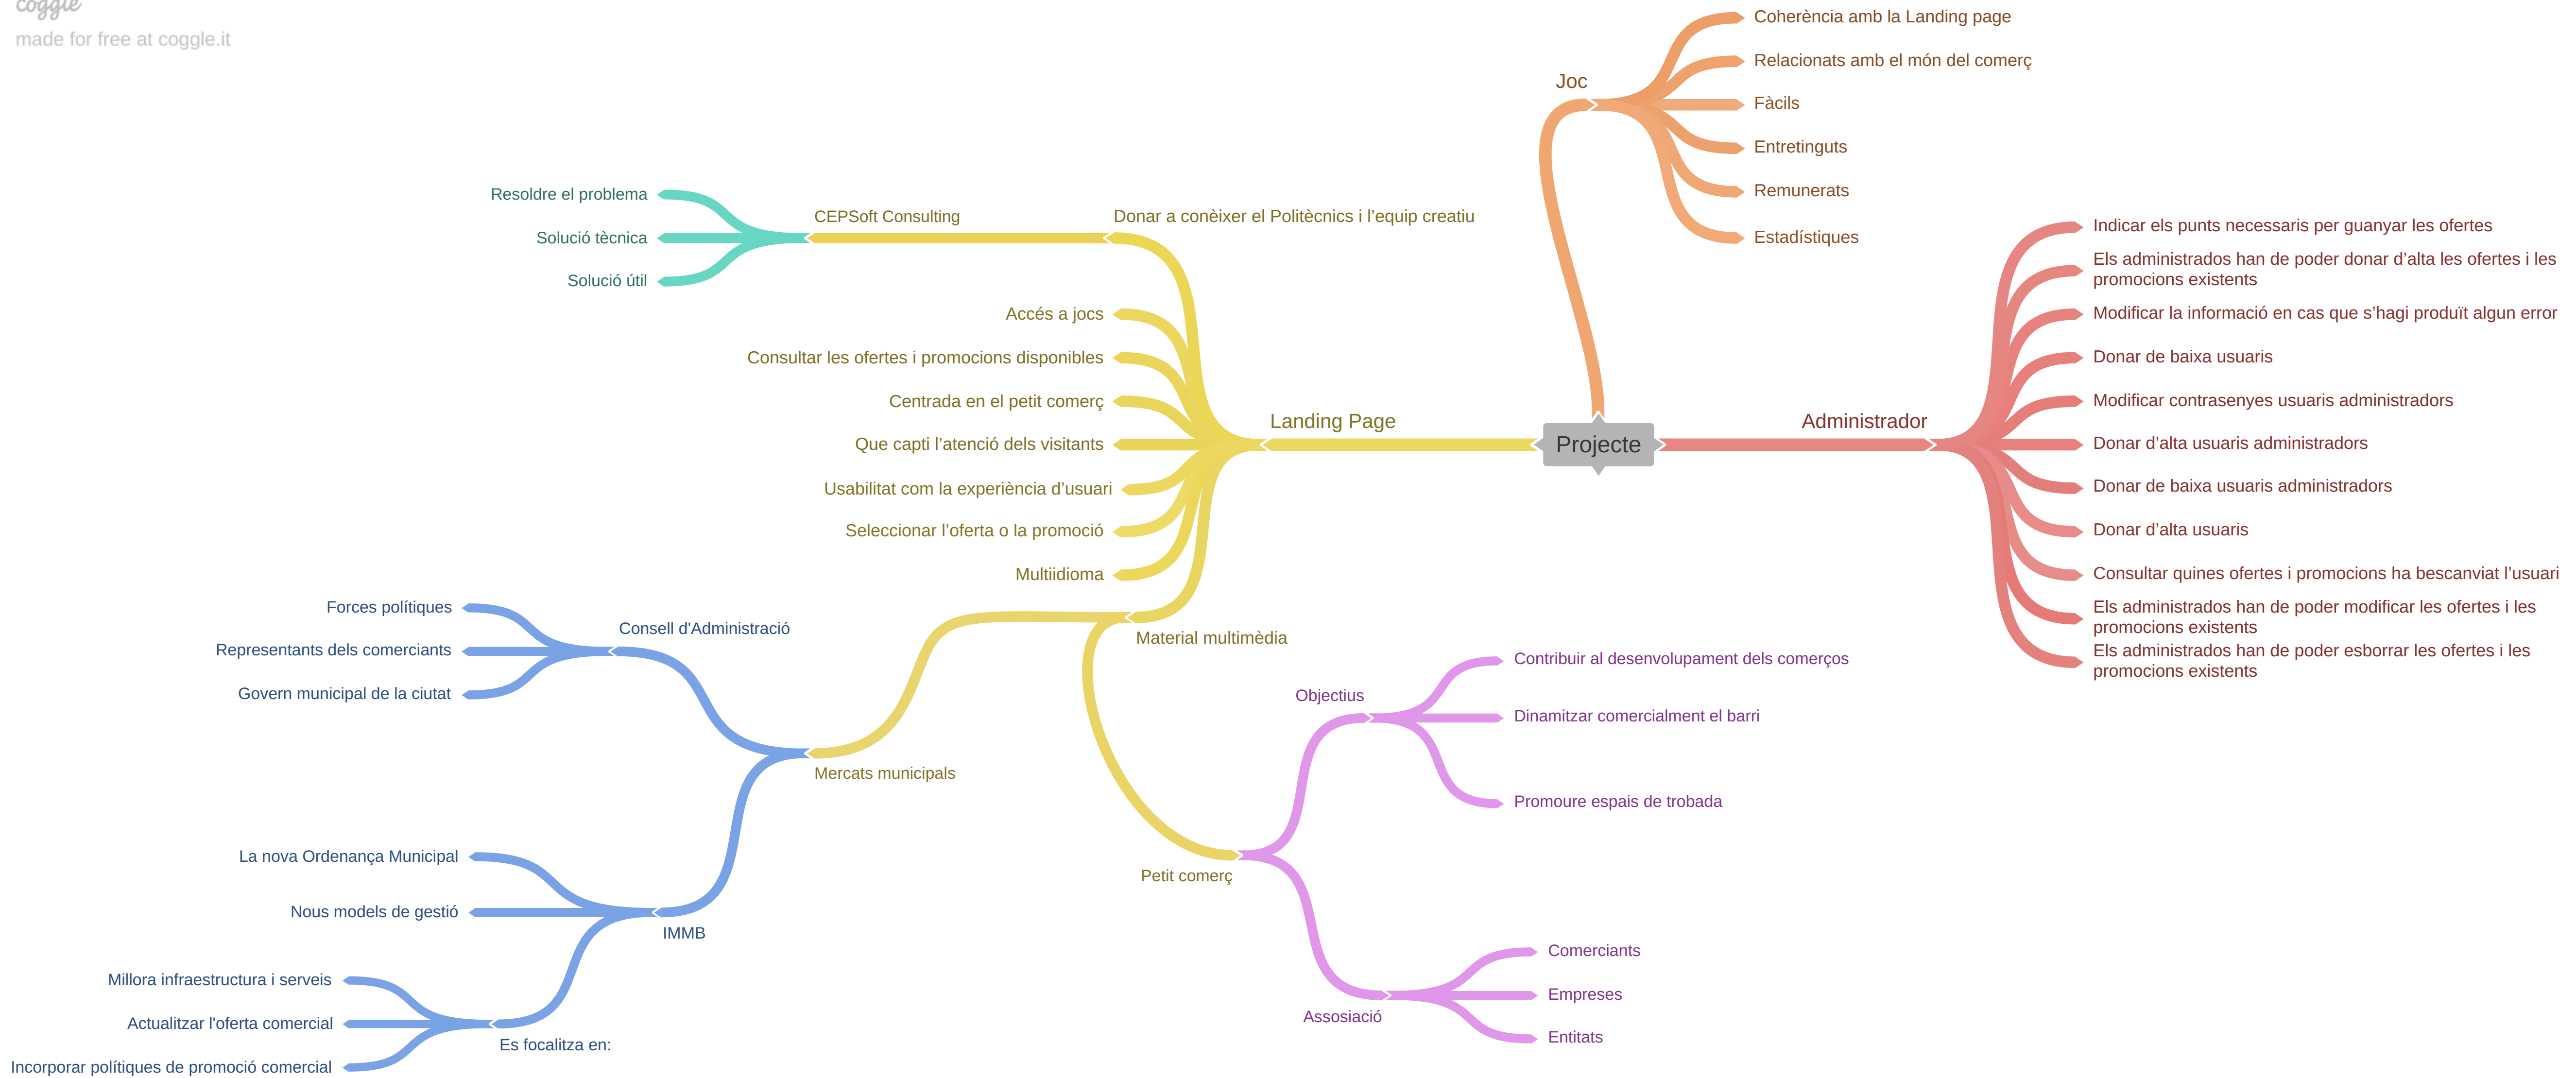 coggle
made for free at coggle.it
Projecte
Joc
Coherència amb la Landing page
Relacionats amb el món del comerç
Fàcils
Entretinguts
Remunerats
Estadístiques
Administrador
Indicar els punts necessaris per guanyar les ofertes
Els administrados han de poder donar d’alta les ofertes i les
promocions existents
Modificar la informació en cas que s’hagi produït algun error
Donar de baixa usuaris
Modificar contrasenyes usuaris administradors
Donar d’alta usuaris administradors
Donar de baixa usuaris administradors
Donar d’alta usuaris
Consultar quines ofertes i promocions ha bescanviat l’usuari
Els administrados han de poder modificar les ofertes i les
promocions existents
Els administrados han de poder esborrar les ofertes i les
promocions existents
Landing Page
Donar a conèixer el Politècnics i l’equip creatiu
CEPSoft Consulting
Resoldre el problema
Solució tècnica
Solució útil
Accés a jocs
Consultar les ofertes i promocions disponibles
Centrada en el petit comerç
Que capti l’atenció dels visitants
Usabilitat com la experiència d’usuari
Seleccionar l’oferta o la promoció
Multiidioma
Material multimèdia
Mercats municipals
Consell d'Administració
Forces polítiques
Representants dels comerciants
Govern municipal de la ciutat
IMMB
La nova Ordenança Municipal
Nous models de gestió
Es focalitza en:
Millora infraestructura i serveis
Actualitzar l'oferta comercial
Incorporar polítiques de promoció comercial
Petit comerç
Objectius
Contribuir al desenvolupament dels comerços
Dinamitzar comercialment el barri
Promoure espais de trobada
Assosiació
Comerciants
Empreses
Entitats